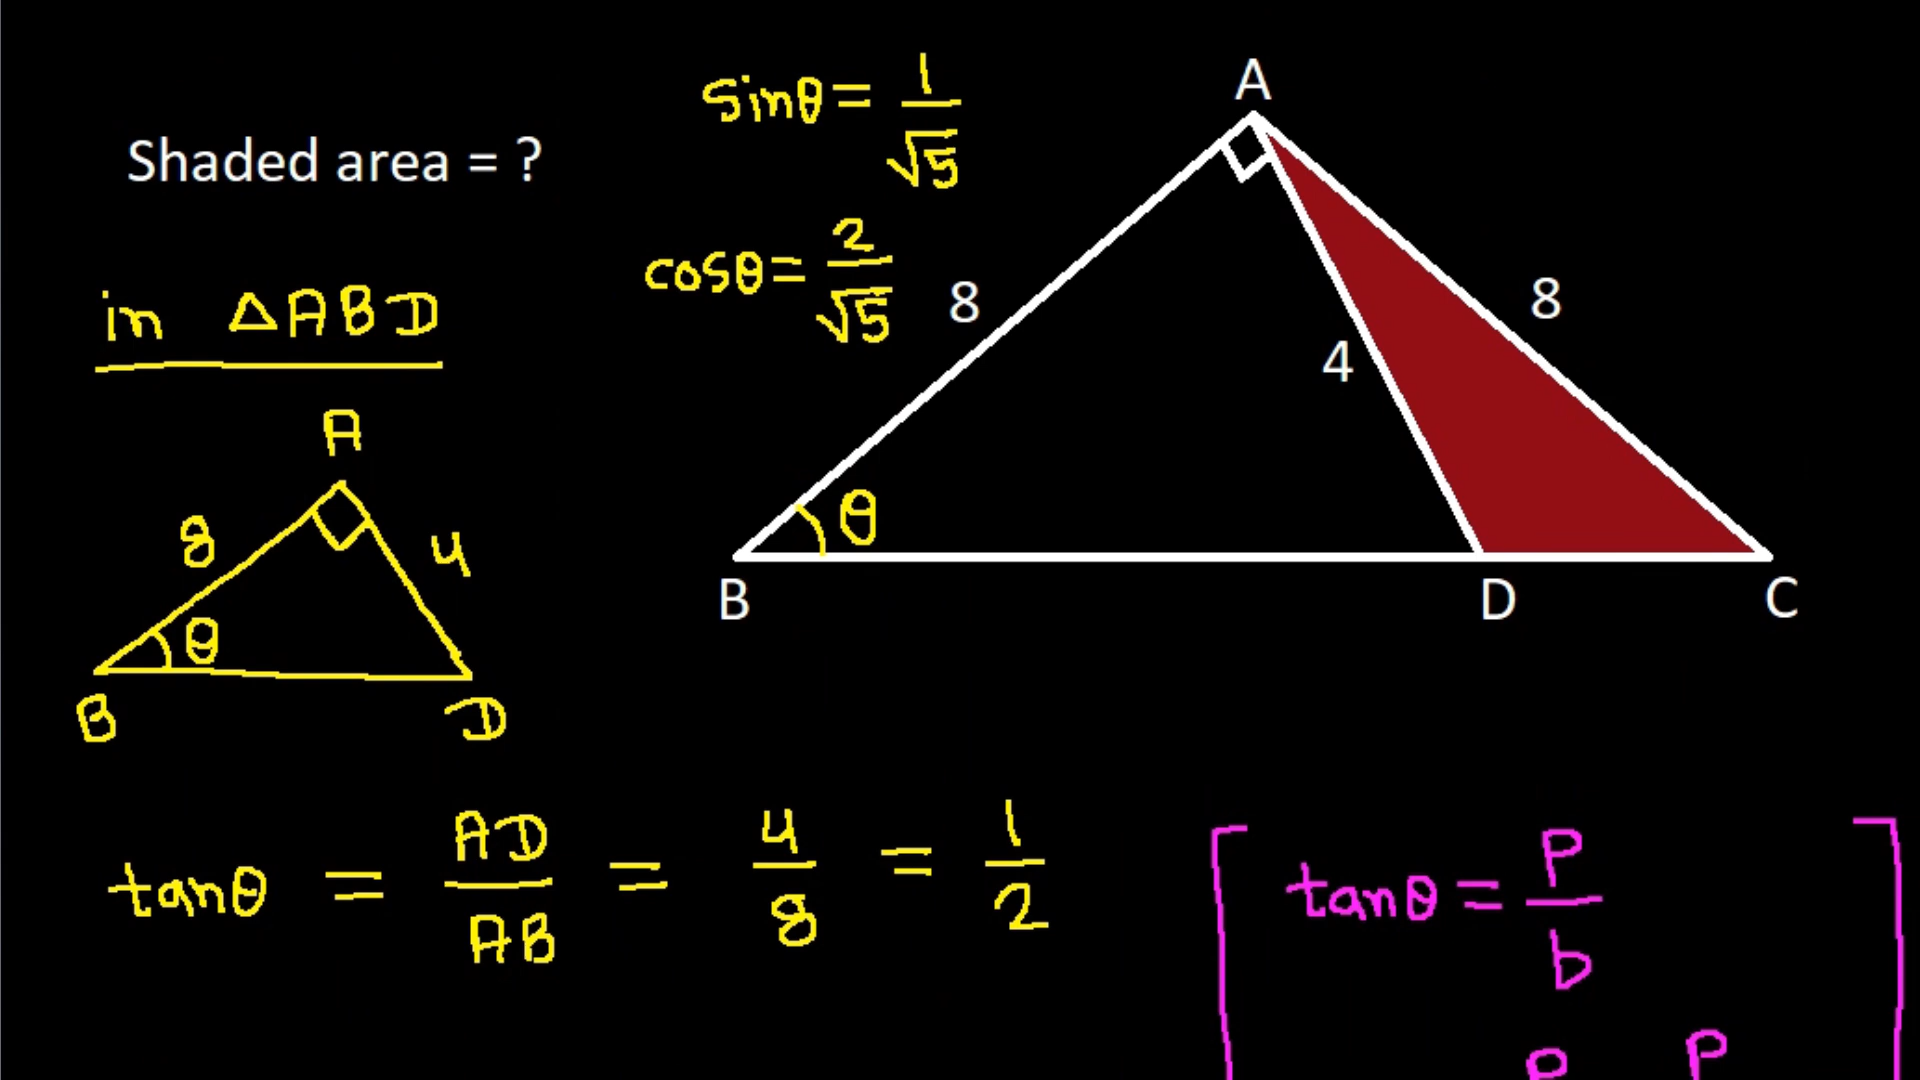 Shaded area = ?
sinθ = 1/√5
cosθ = 2/√5
in △ABD
A
8
4
θ
B
D
A
8
8
4
θ
B
D
C
tanθ = AD/AB = 4/8 = 1/2
tanθ = P/b
P P